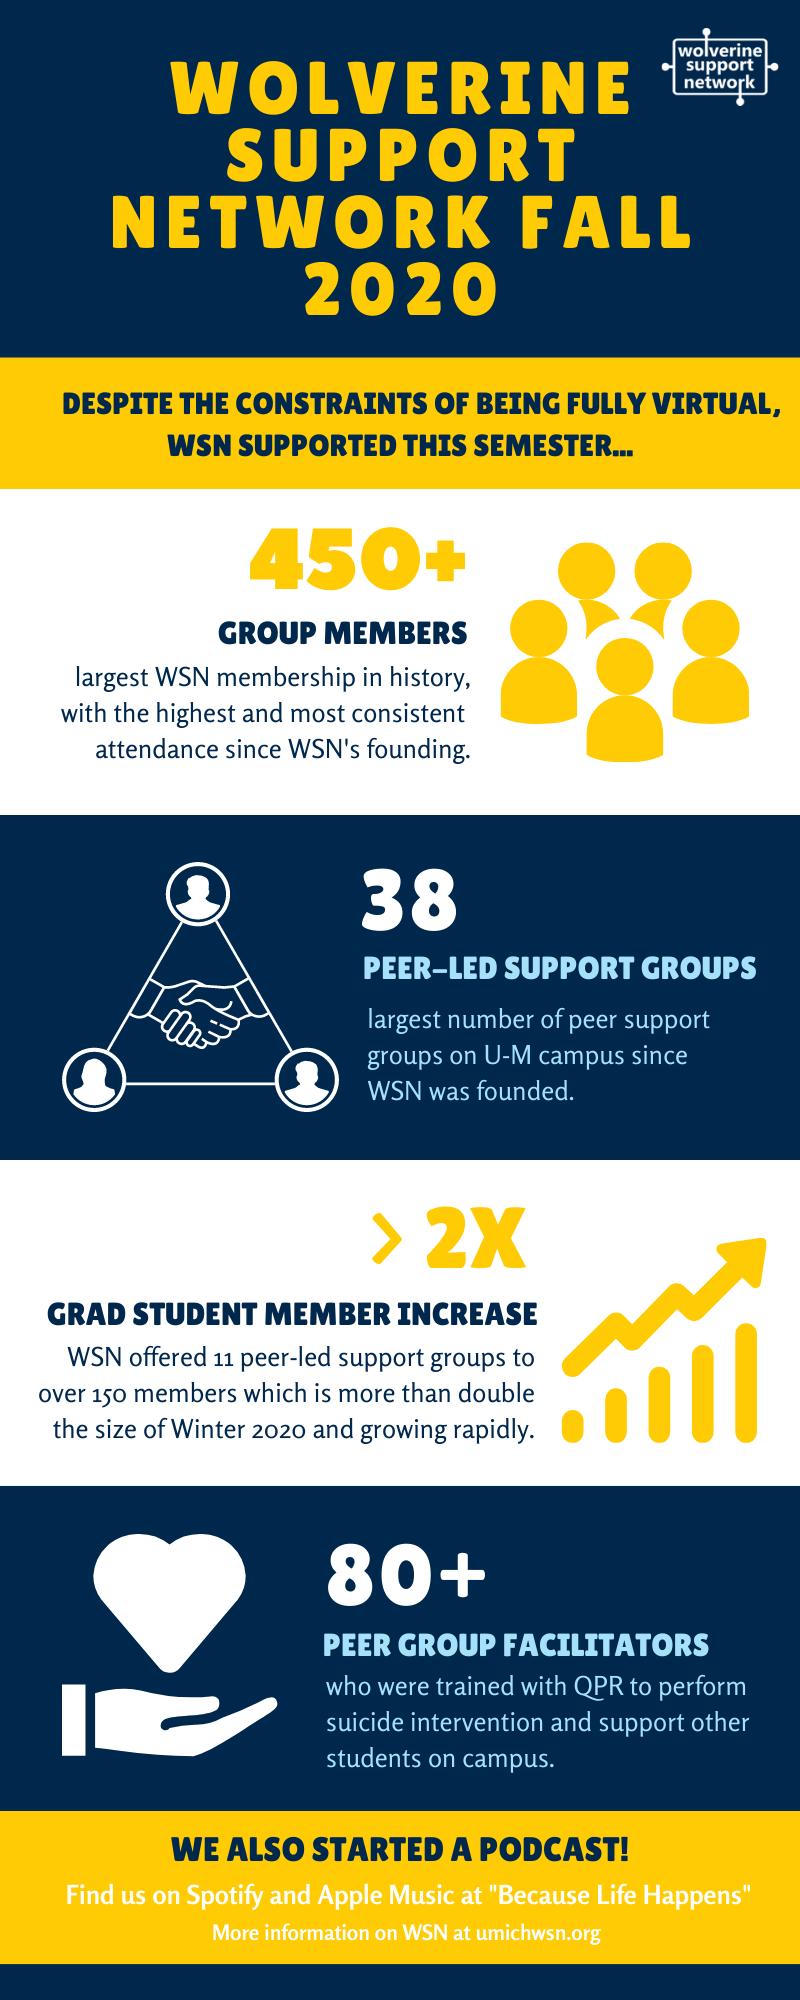 wolverine
support
network
WOLVERINE
SUPPORT
NETWORK FALL
2020
DESPITE THE CONSTRAINTS OF BEING FULLY VIRTUAL,
WSN SUPPORTED THIS SEMESTER...
450+
GROUP MEMBERS
largest WSN membership in history,
with the highest and most consistent
attendance since WSN's founding.
38
PEER-LED SUPPORT GROUPS
largest number of peer support
groups on U-M campus since
WSN was founded.
> 2X
GRAD STUDENT MEMBER INCREASE
WSN offered 11 peer-led support groups to
over 150 members which is more than double
the size of Winter 2020 and growing rapidly.
80+
PEER GROUP FACILITATORS
who were trained with QPR to perform
suicide intervention and support other
students on campus.
WE ALSO STARTED A PODCAST!
Find us on Spotify and Apple Music at "Because Life Happens"
More information on WSN at umichwsn.org